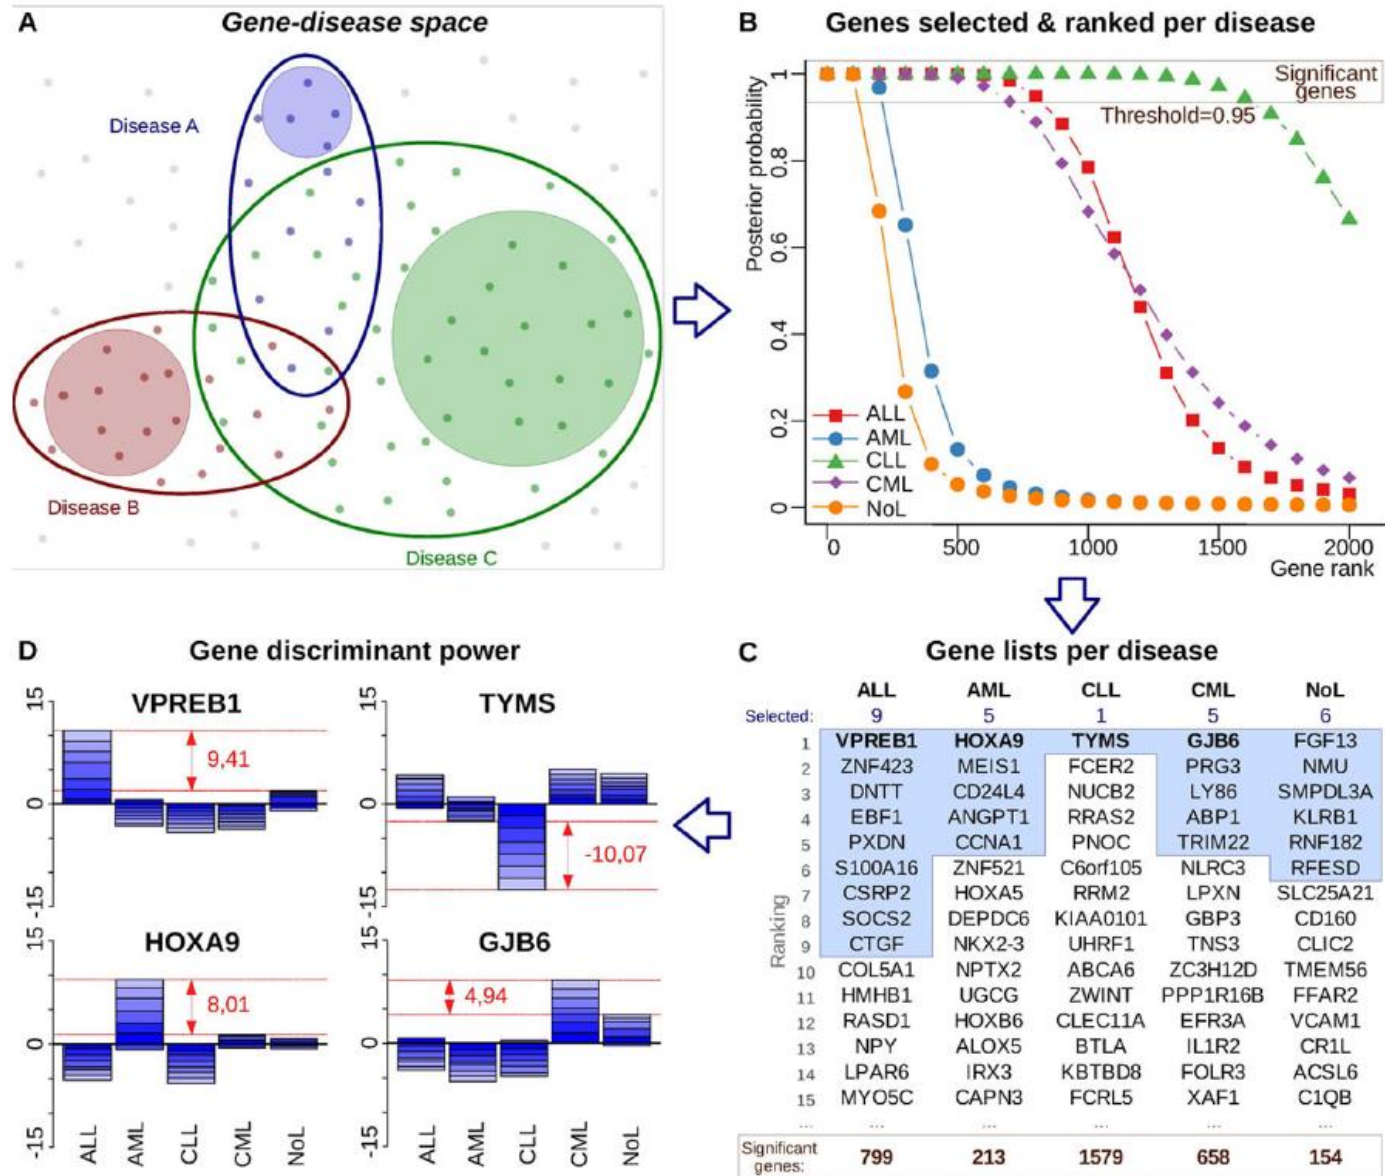 A Gene-disease space
Disease A
Disease B
Disease C
B Genes selected & ranked per disease
Posterior probability
1
0.8
0.6
0.4
0.2
0
Significant
genes
Threshold=0.95
ALL
AML
CLL
CML
NoL
0 500 1000 1500 2000
Gene rank
D Gene discriminant power
VPREB1
15
0
-15
9,41
TYMS
15
0
-15
-10,07
HOXA9
15
0
-15
8,01
ALL AML CLL CML NoL
GJB6
15
0
-15
4,94
ALL AML CLL CML NoL
C Gene lists per disease
ALL AML CLL CML NoL
Selected: 9 5 1 5 6
Ranking
1 VPREB1 HOXA9 TYMS GJB6 FGF13
2 ZNF423 MEIS1 FCER2 PRG3 NMU
3 DNTT CD24L4 NUCB2 LY86 SMPDL3A
4 EBF1 ANGPT1 RRAS2 ABP1 KLRB1
5 PXDN CCNA1 PNOC TRIM22 RNF182
6 S100A16 ZNF521 C6orf105 NLRC3 RFESD
7 CSRP2 HOXA5 RRM2 LPXN SLC25A21
8 SOCS2 DEPDC6 KIAA0101 GBP3 CD160
9 CTGF NKX2-3 UHRF1 TNS3 CLIC2
10 COL5A1 NPTX2 ABCA6 ZC3H12D TMEM56
11 HMHB1 UGCG ZWINT PPP1R16B FFAR2
12 RASD1 HOXB6 CLEC11A EFR3A VCAM1
13 NPY ALOX5 BTLA IL1R2 CR1L
14 LPAR6 IRX3 KBTBD8 FOLR3 ACSL6
15 MYO5C CAPN3 FCRL5 XAF1 C1QB
... ... ... ... ... ...
Significant
genes: 799 213 1579 658 154